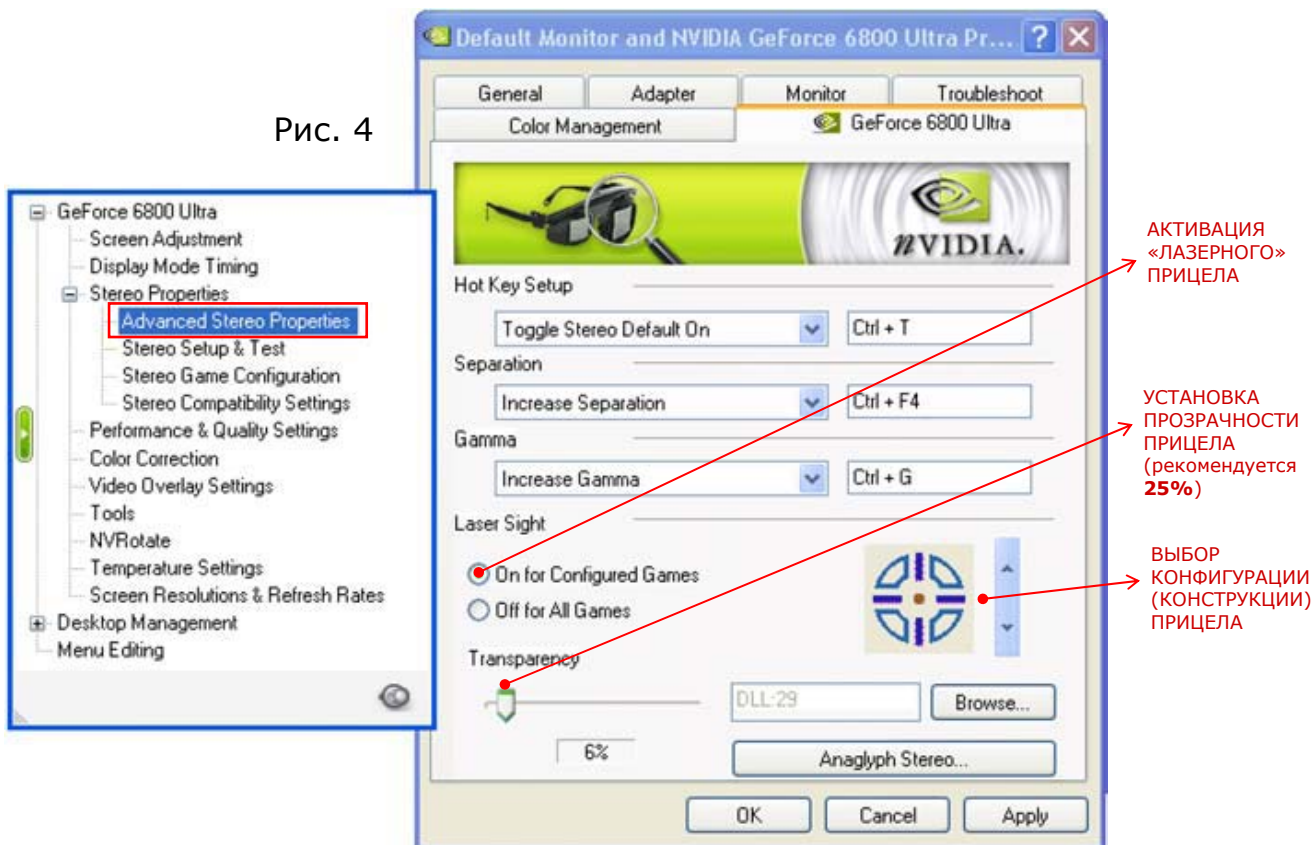 Рис. 4
GeForce 6800 Ultra
Screen Adjustment
Display Mode Timing
Stereo Properties
Advanced Stereo Properties
Stereo Setup & Test
Stereo Game Configuration
Stereo Compatibility Settings
Performance & Quality Settings
Color Correction
Video Overlay Settings
Tools
NVRotate
Temperature Settings
Screen Resolutions & Refresh Rates
Desktop Management
Menu Editing
Default Monitor and NVIDIA GeForce 6800 Ultra Pr...
General
Adapter
Monitor
Troubleshoot
Color Management
GeForce 6800 Ultra
nVIDIA.
Hot Key Setup
Toggle Stereo Default On
Ctrl + T
Separation
Increase Separation
Ctrl + F4
Gamma
Increase Gamma
Ctrl + G
Laser Sight
On for Configured Games
Off for All Games
Transparency
6%
DLL-29
Browse...
Anaglyph Stereo...
OK
Cancel
Apply
АКТИВАЦИЯ
«ЛАЗЕРНОГО»
ПРИЦЕЛА
УСТАНОВКА
ПРОЗРАЧНОСТИ
ПРИЦЕЛА
(рекомендуется
25%)
ВЫБОР
КОНФИГУРАЦИИ
(КОНСТРУКЦИИ)
ПРИЦЕЛА